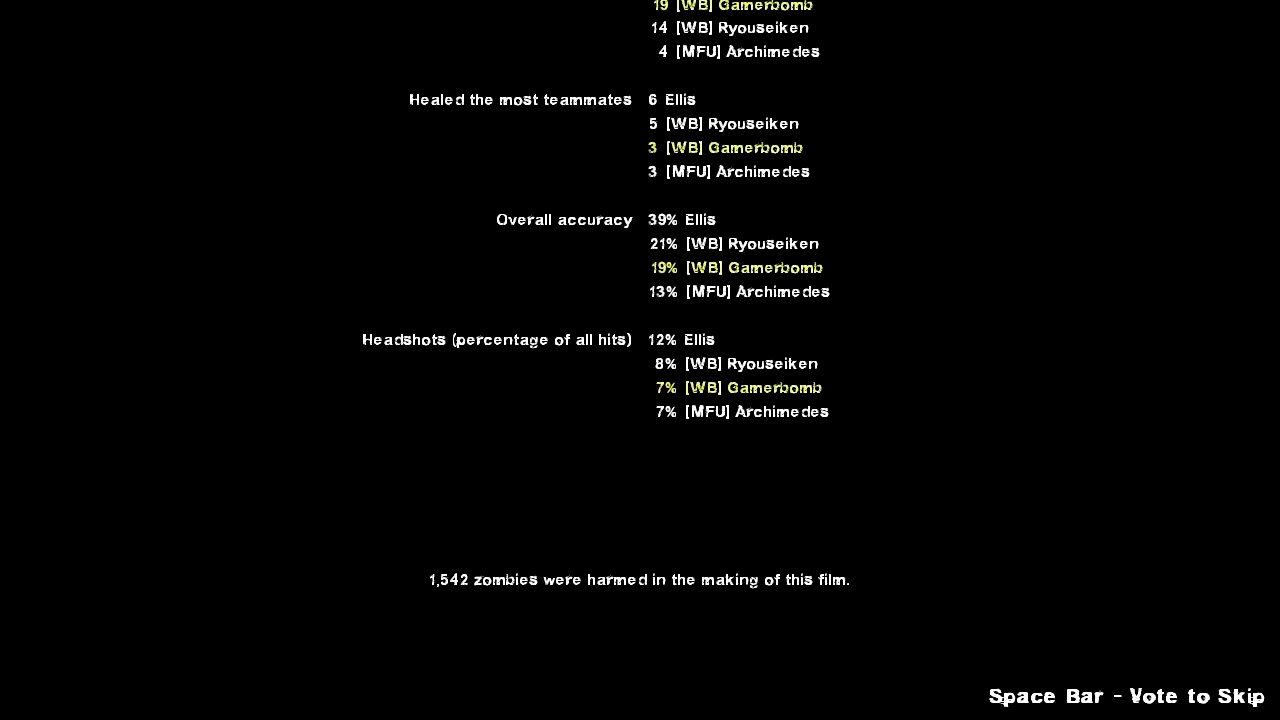 19 [WB] Gamerbomb
14 [WB] Ryouseiken
4 [MFU] Archimedes
Healed the most teammates 6 Ellis
5 [WB] Ryouseiken
3 [WB] Gamerbomb
3 [MFU] Archimedes
Overall accuracy 39% Ellis
21% [WB] Ryouseiken
19% [WB] Gamerbomb
13% [MFU] Archimedes
Headshots (percentage of all hits) 12% Ellis
8% [WB] Ryouseiken
7% [WB] Gamerbomb
7% [MFU] Archimedes
1,542 zombies were harmed in the making of this film.
Space Bar - Vote to Skip